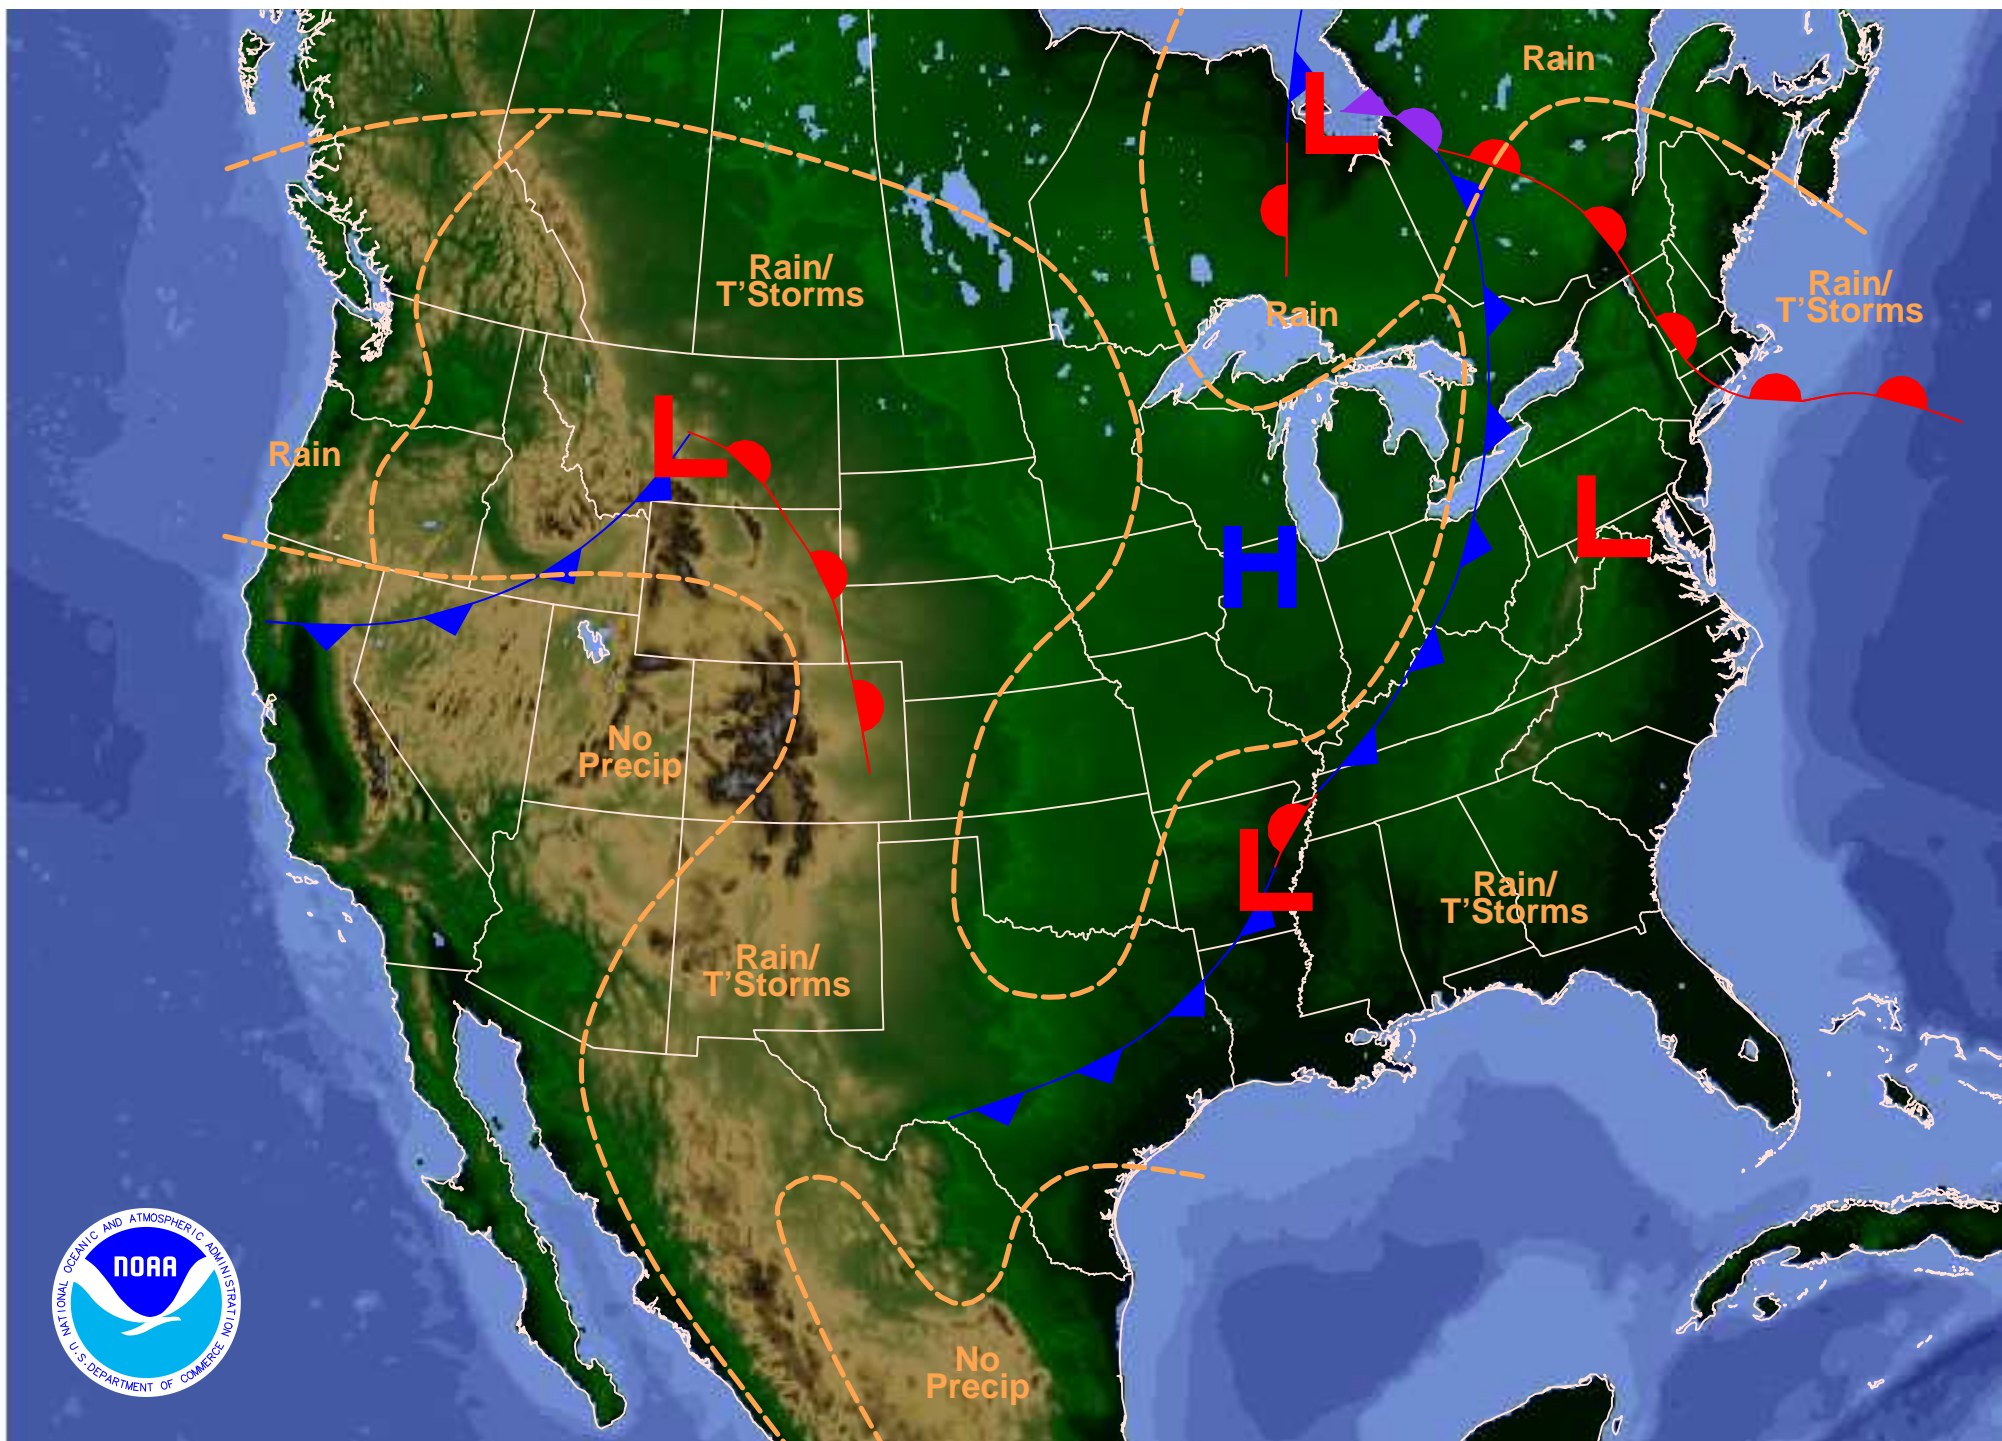 Rain
L
Rain/
T'Storms
Rain/
T'Storms
Rain
L
Rain
L
H
No
Precip
L
Rain/
T'Storms
Rain/
T'Storms
NATIONAL OCEANIC AND ATMOSPHERIC ADMINISTRATION
NOAA
U.S. DEPARTMENT OF COMMERCE
No
Precip